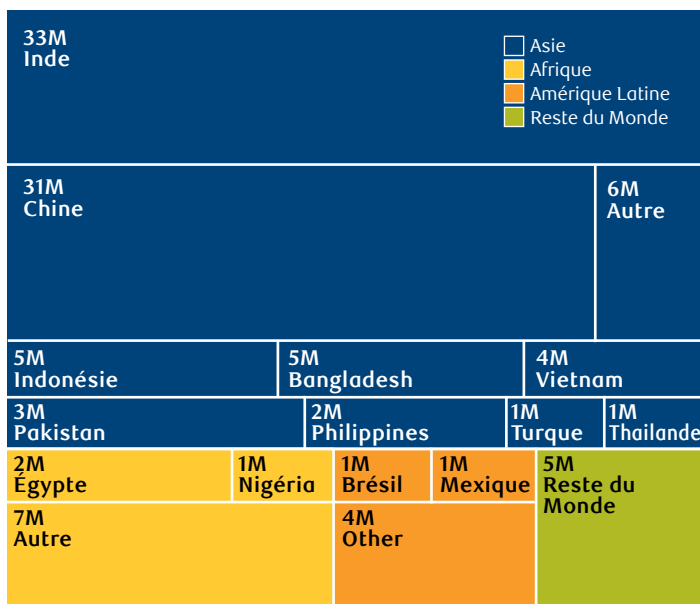 33M
Inde
Asie
Afrique
Amérique Latine
Reste du Monde
31M
Chine
6M
Autre
5M
Indonésie
5M
Bangladesh
4M
Vietnam
3M
Pakistan
2M
Philippines
1M
Turque
1M
Thailande
2M
Égypte
1M
Nigéria
1M
Brésil
1M
Mexique
5M
Reste du
Monde
7M
Autre
4M
Other